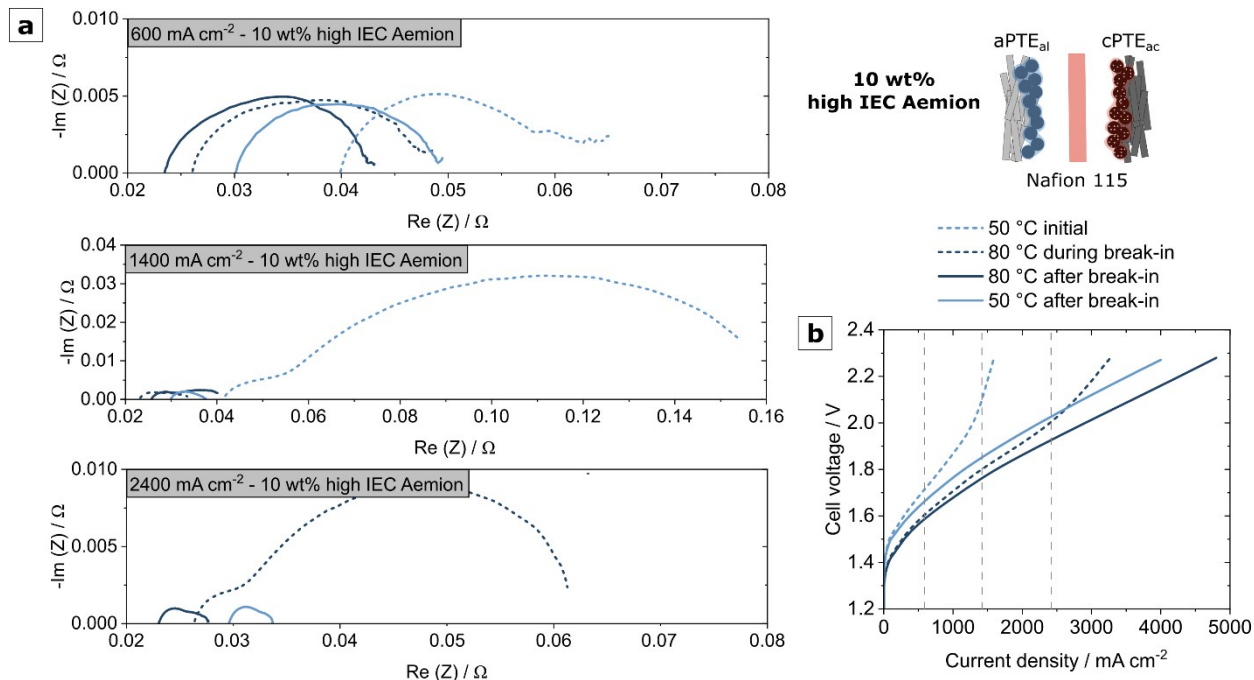 a
0.010
0.005
0.000
-Im (Z) / Ω
600 mA cm⁻² - 10 wt% high IEC Aemion
0.02 0.03 0.04 0.05 0.06 0.07 0.08
Re (Z) / Ω
0.04
0.03
0.02
0.01
0.00
-Im (Z) / Ω
1400 mA cm⁻² - 10 wt% high IEC Aemion
0.02 0.04 0.06 0.08 0.10 0.12 0.14 0.16
Re (Z) / Ω
0.010
0.005
0.000
-Im (Z) / Ω
2400 mA cm⁻² - 10 wt% high IEC Aemion
0.02 0.03 0.04 0.05 0.06 0.07 0.08
Re (Z) / Ω
aPTEal cPTEac
10 wt%
high IEC Aemion
Nafion 115
50 °C initial
80 °C during break-in
80 °C after break-in
50 °C after break-in
b
2.4
2.2
2.0
1.8
1.6
1.4
1.2
Cell voltage / V
0 1000 2000 3000 4000 5000
Current density / mA cm⁻²